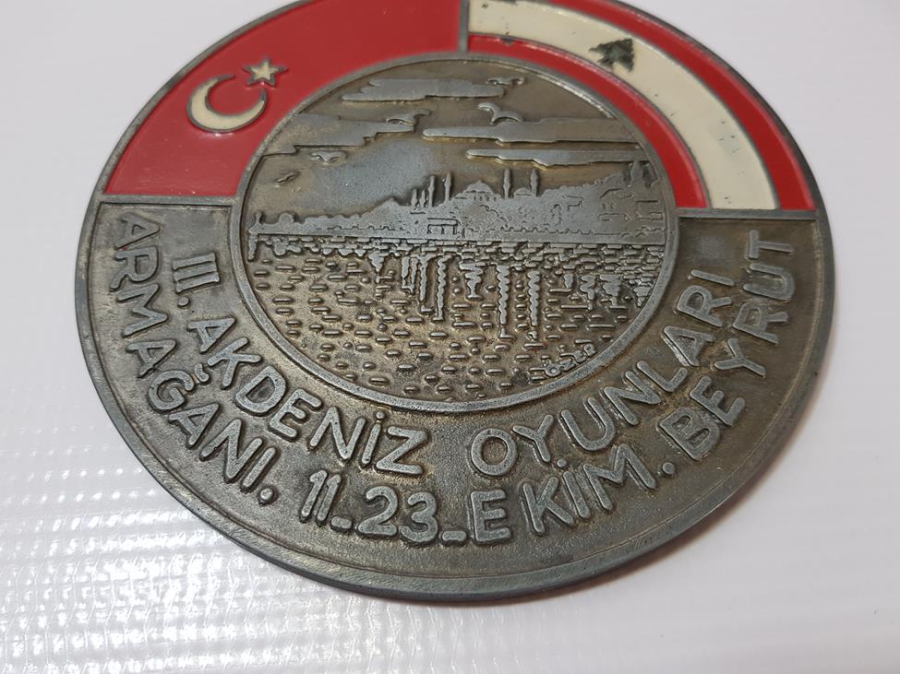 III. AKDENİZ OYUNLARI
ARMAĞANI. 11_23_EKİM. BEYRUT